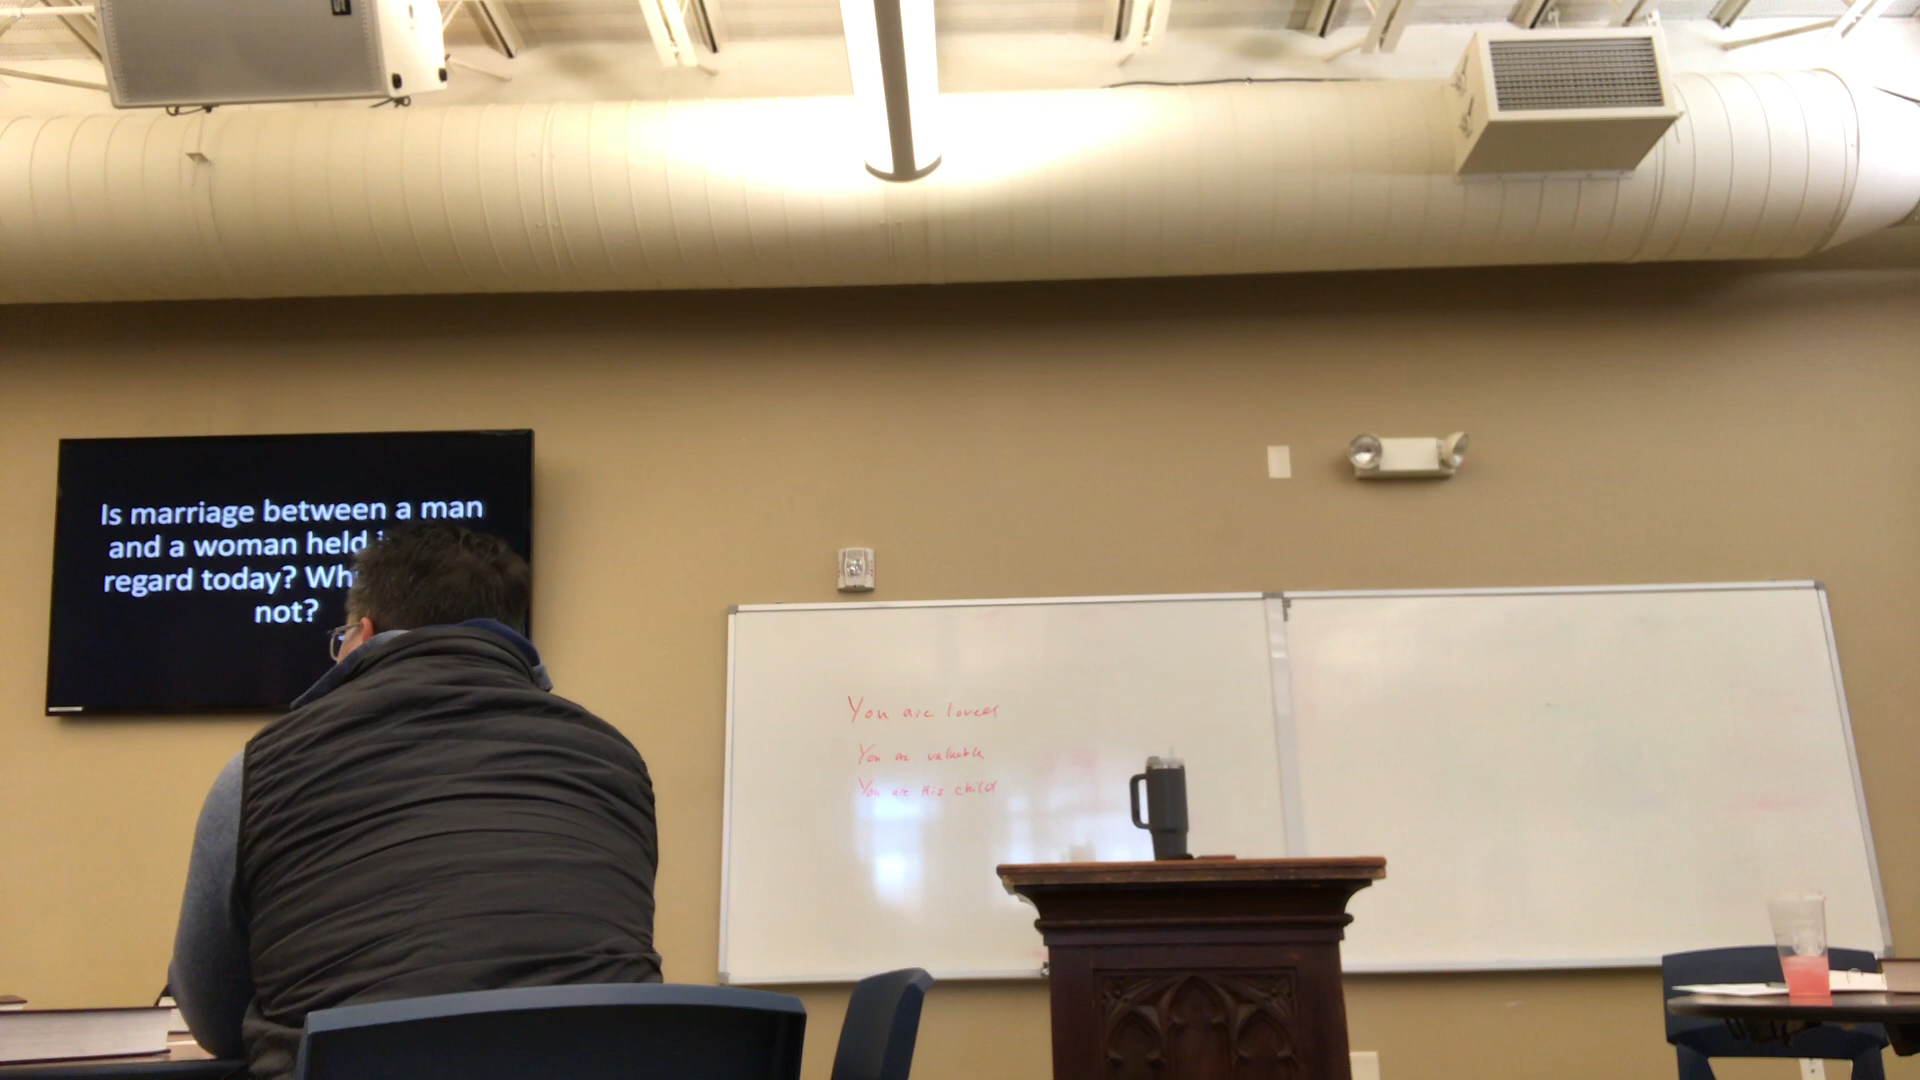 Is marriage between a man
and a woman held
regard today?
not?
You are loved
You are valuable
You are His child